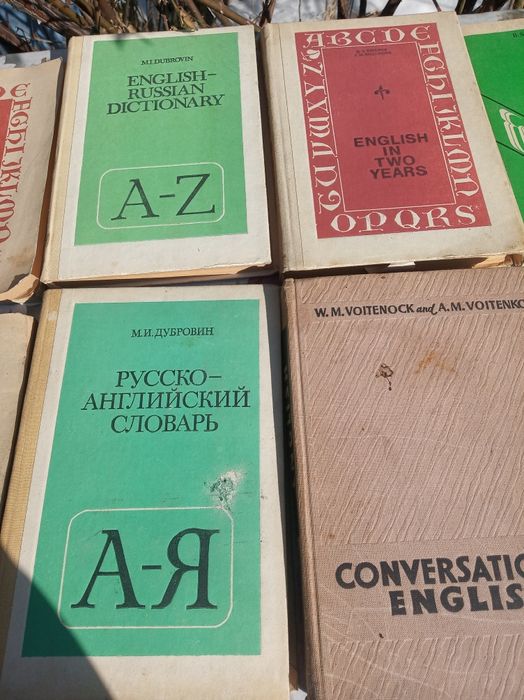 M.I.DUBROVIN
ENGLISH–
RUSSIAN
DICTIONARY
A-Z
ABCDE
FGHIJKLMN
OPQRS
TUVWXYZ
ENGLISH
IN
TWO
YEARS
М.И.ДУБРОВИН
РУССКО–
АНГЛИЙСКИЙ
СЛОВАРЬ
А-Я
W. M. VOITENOCK and A. M. VOITENKO
CONVERSATIO
ENGLIS